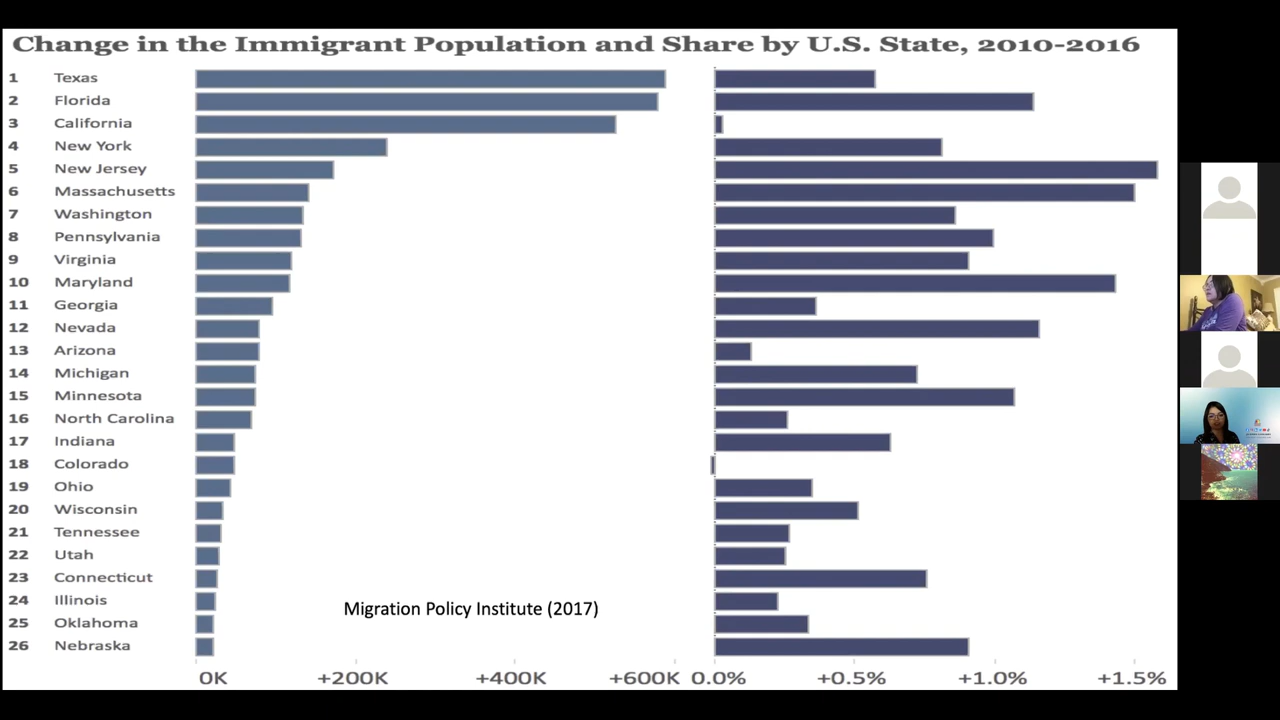 Change in the Immigrant Population and Share by U.S. State, 2010-2016
1 Texas
2 Florida
3 California
4 New York
5 New Jersey
6 Massachusetts
7 Washington
8 Pennsylvania
9 Virginia
10 Maryland
11 Georgia
12 Nevada
13 Arizona
14 Michigan
15 Minnesota
16 North Carolina
17 Indiana
18 Colorado
19 Ohio
20 Wisconsin
21 Tennessee
22 Utah
23 Connecticut
24 Illinois
25 Oklahoma
26 Nebraska
Migration Policy Institute (2017)
0K +200K +400K +600K 0.0% +0.5% +1.0% +1.5%